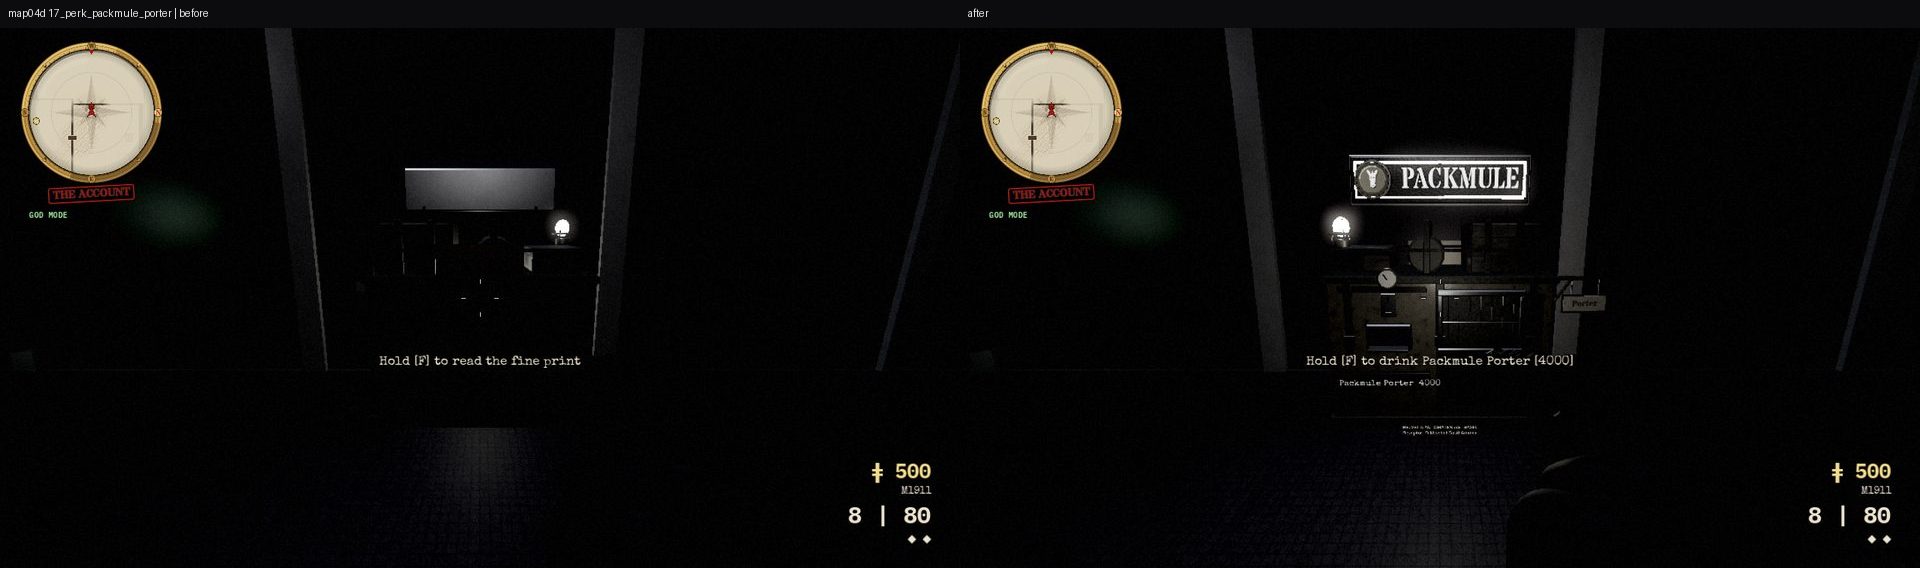 map04d 17_perk_packmule_porter | before
after
THE ACCOUNT
GOD MODE
Hold [F] to read the fine print
500
M1911
8 | 80
THE ACCOUNT
GOD MODE
PACKMULE
Porter
Hold [F] to drink Packmule Porter [4000]
Packmule Porter 4000
500
M1911
8 | 80